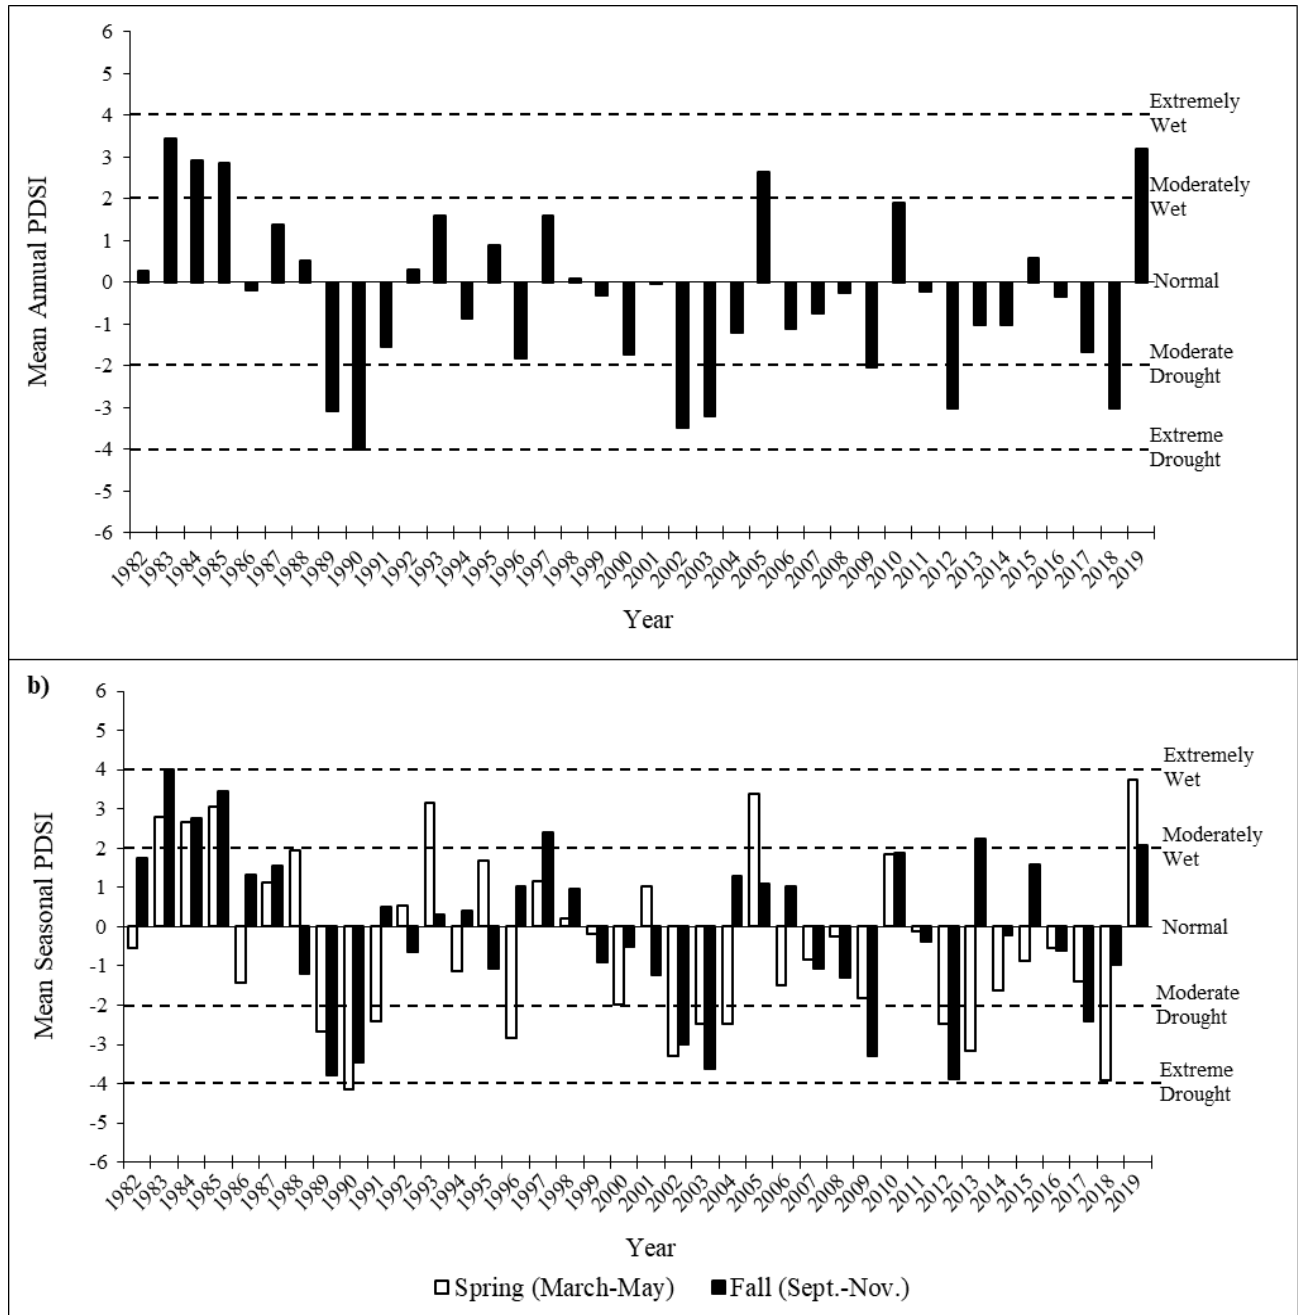 6
5
4
3
2
1
0
-1
-2
-3
-4
-5
-6
Mean Annual PDSI
Extremely
Wet
Moderately
Wet
Normal
Moderate
Drought
Extreme
Drought
1982 1983 1984 1985 1986 1987 1988 1989 1990 1991 1992 1993 1994 1995 1996 1997 1998 1999 2000 2001 2002 2003 2004 2005 2006 2007 2008 2009 2010 2011 2012 2013 2014 2015 2016 2017 2018 2019
Year
b)
6
5
4
3
2
1
0
-1
-2
-3
-4
-5
-6
Mean Seasonal PDSI
Extremely
Wet
Moderately
Wet
Normal
Moderate
Drought
Extreme
Drought
1982 1983 1984 1985 1986 1987 1988 1989 1990 1991 1992 1993 1994 1995 1996 1997 1998 1999 2000 2001 2002 2003 2004 2005 2006 2007 2008 2009 2010 2011 2012 2013 2014 2015 2016 2017 2018 2019
Year
Spring (March-May) Fall (Sept.-Nov.)